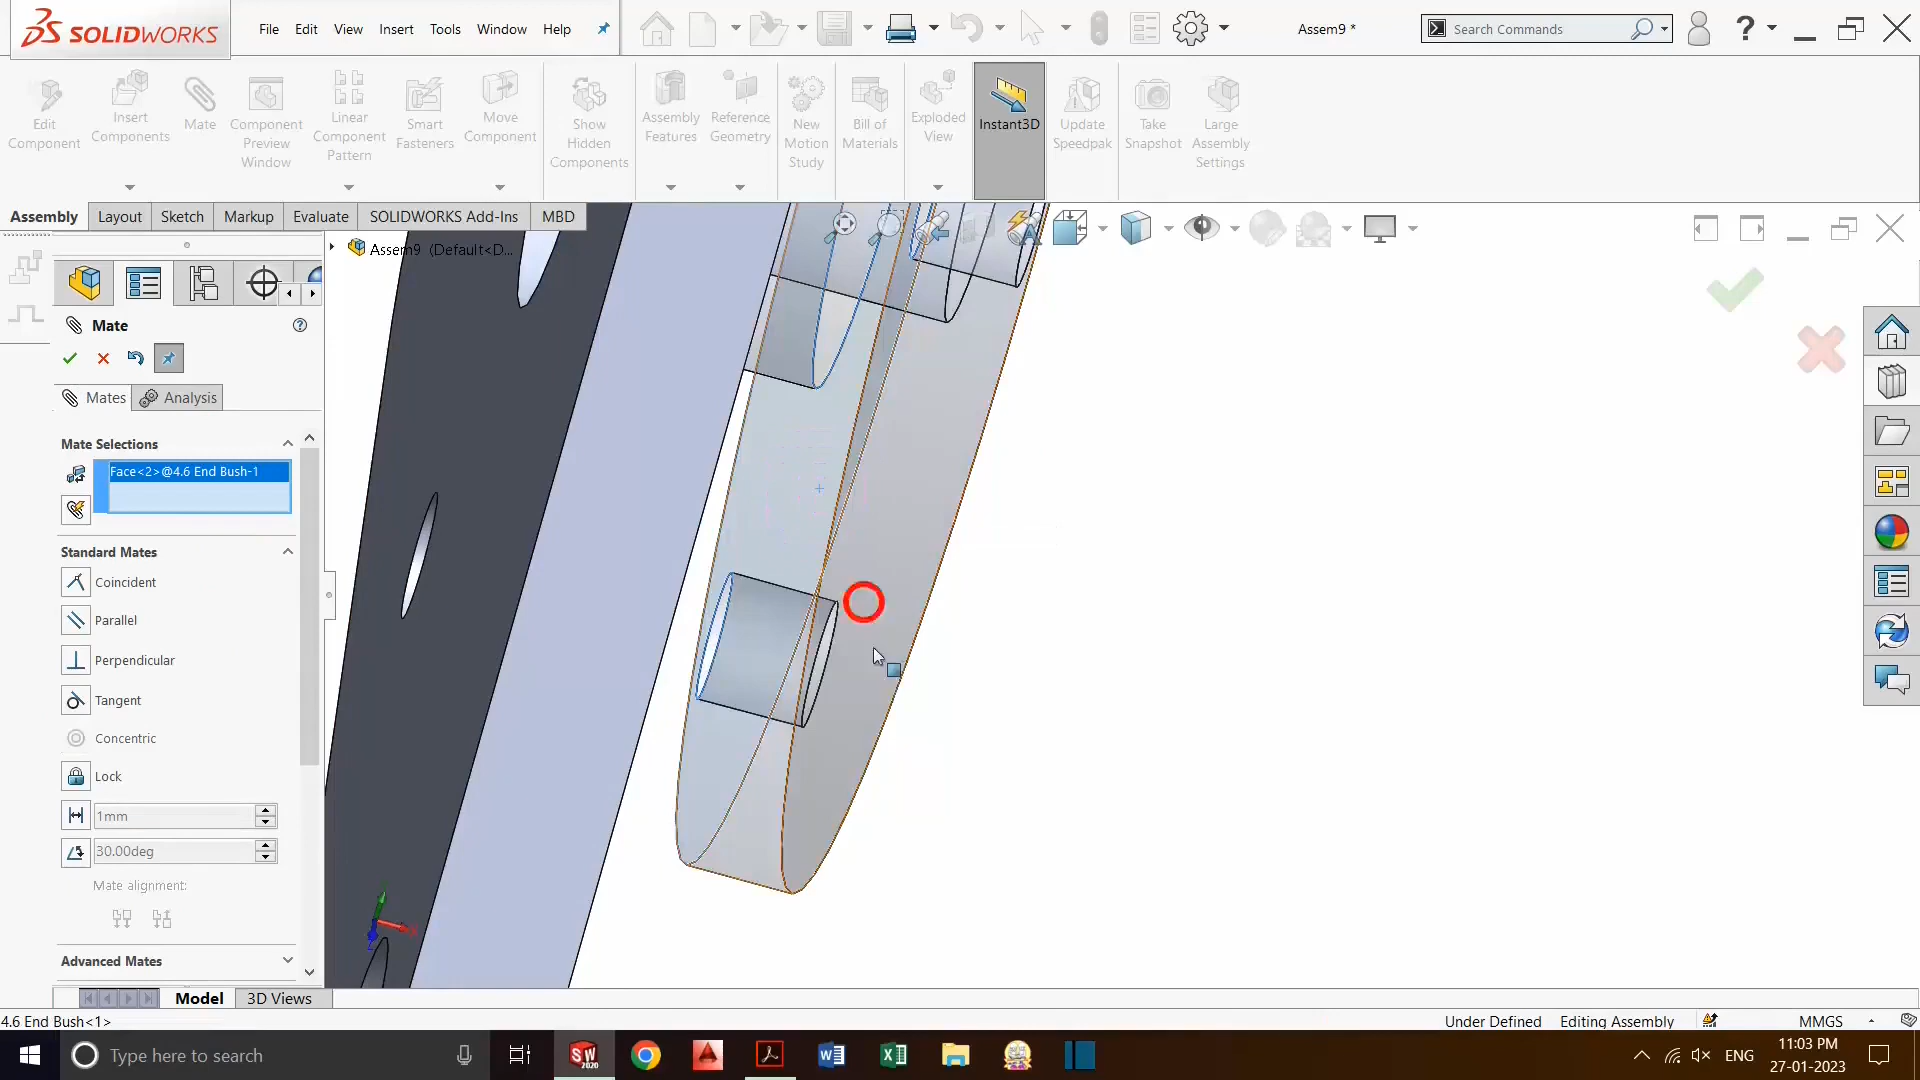 SOLIDWORKS
File Edit View Insert Tools Window Help
Assem9 *
Search Commands
?
Edit Component
Insert Components
Mate
Component Preview Window
Linear Component Pattern
Smart Fasteners
Move Component
Show Hidden Components
Assembly Features
Reference Geometry
New Motion Study
Bill of Materials
Exploded View
Instant3D
Update Speedpak
Take Snapshot
Large Assembly Settings
Assembly Layout Sketch Markup Evaluate SOLIDWORKS Add-Ins MBD
Assem9 (Default<D...
Mate
Mates Analysis
Mate Selections
Face<2>@4.6 End Bush-1
Standard Mates
Coincident
Parallel
Perpendicular
Tangent
Concentric
Lock
1mm
30.00deg
Mate alignment:
Advanced Mates
Model 3D Views
4.6 End Bush<1>
Under Defined Editing Assembly MMGS
Type here to search
SW
2020
ENG
11:03 PM
27-01-2023